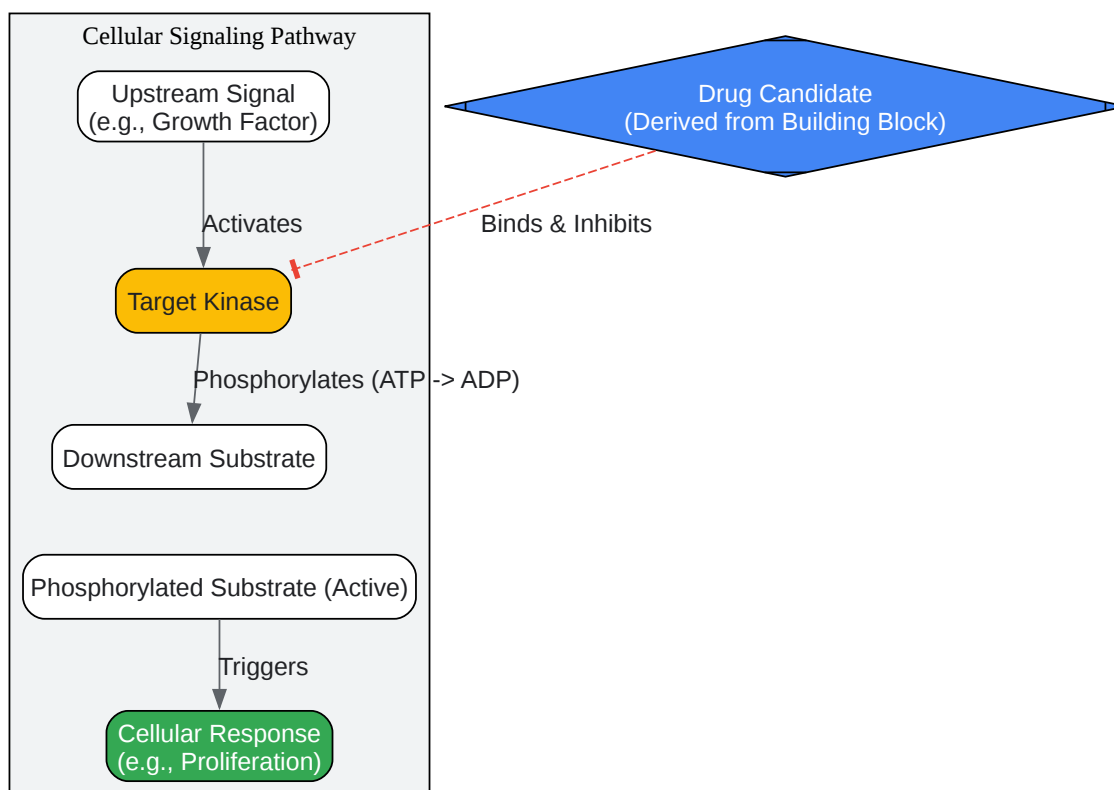 Cellular Signaling Pathway
Upstream Signal
(e.g., Growth Factor)
Drug Candidate
(Derived from Building Block)
Activates
Binds & Inhibits
Target Kinase
Phosphorylates (ATP -> ADP)
Downstream Substrate
Phosphorylated Substrate (Active)
Triggers
Cellular Response
(e.g., Proliferation)